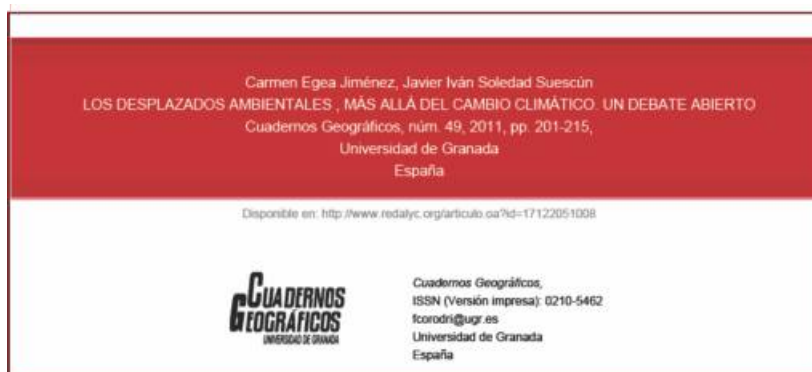 Carmen Egea Jiménez, Javier Iván Soledad Suescún
LOS DESPLAZADOS AMBIENTALES , MÁS ALLÁ DEL CAMBIO CLIMÁTICO. UN DEBATE ABIERTO
Cuadernos Geográficos, núm. 49, 2011, pp. 201-215,
Universidad de Granada
España
Disponible en: http://www.redalyc.org/articulo.oa?id=17122051008
CUADERNOS
GEOGRÁFICOS
UNIVERSIDAD DE GRANADA
Cuadernos Geográficos,
ISSN (Versión impresa): 0210-5462
fcorodri@ugr.es
Universidad de Granada
España